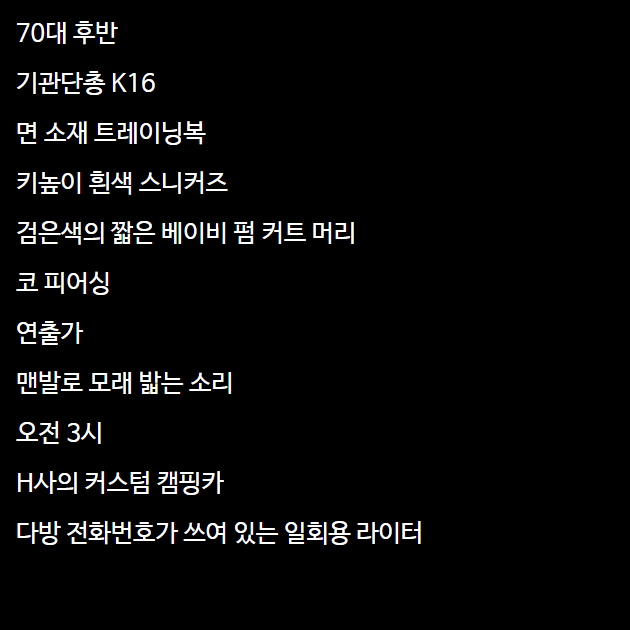 70대 후반
기관단총 K16
면 소재 트레이닝복
키높이 흰색 스니커즈
검은색의 짧은 베이비 펌 커트 머리
코 피어싱
연출가
맨발로 모래 밟는 소리
오전 3시
H사의 커스텀 캠핑카
다방 전화번호가 쓰여 있는 일회용 라이터